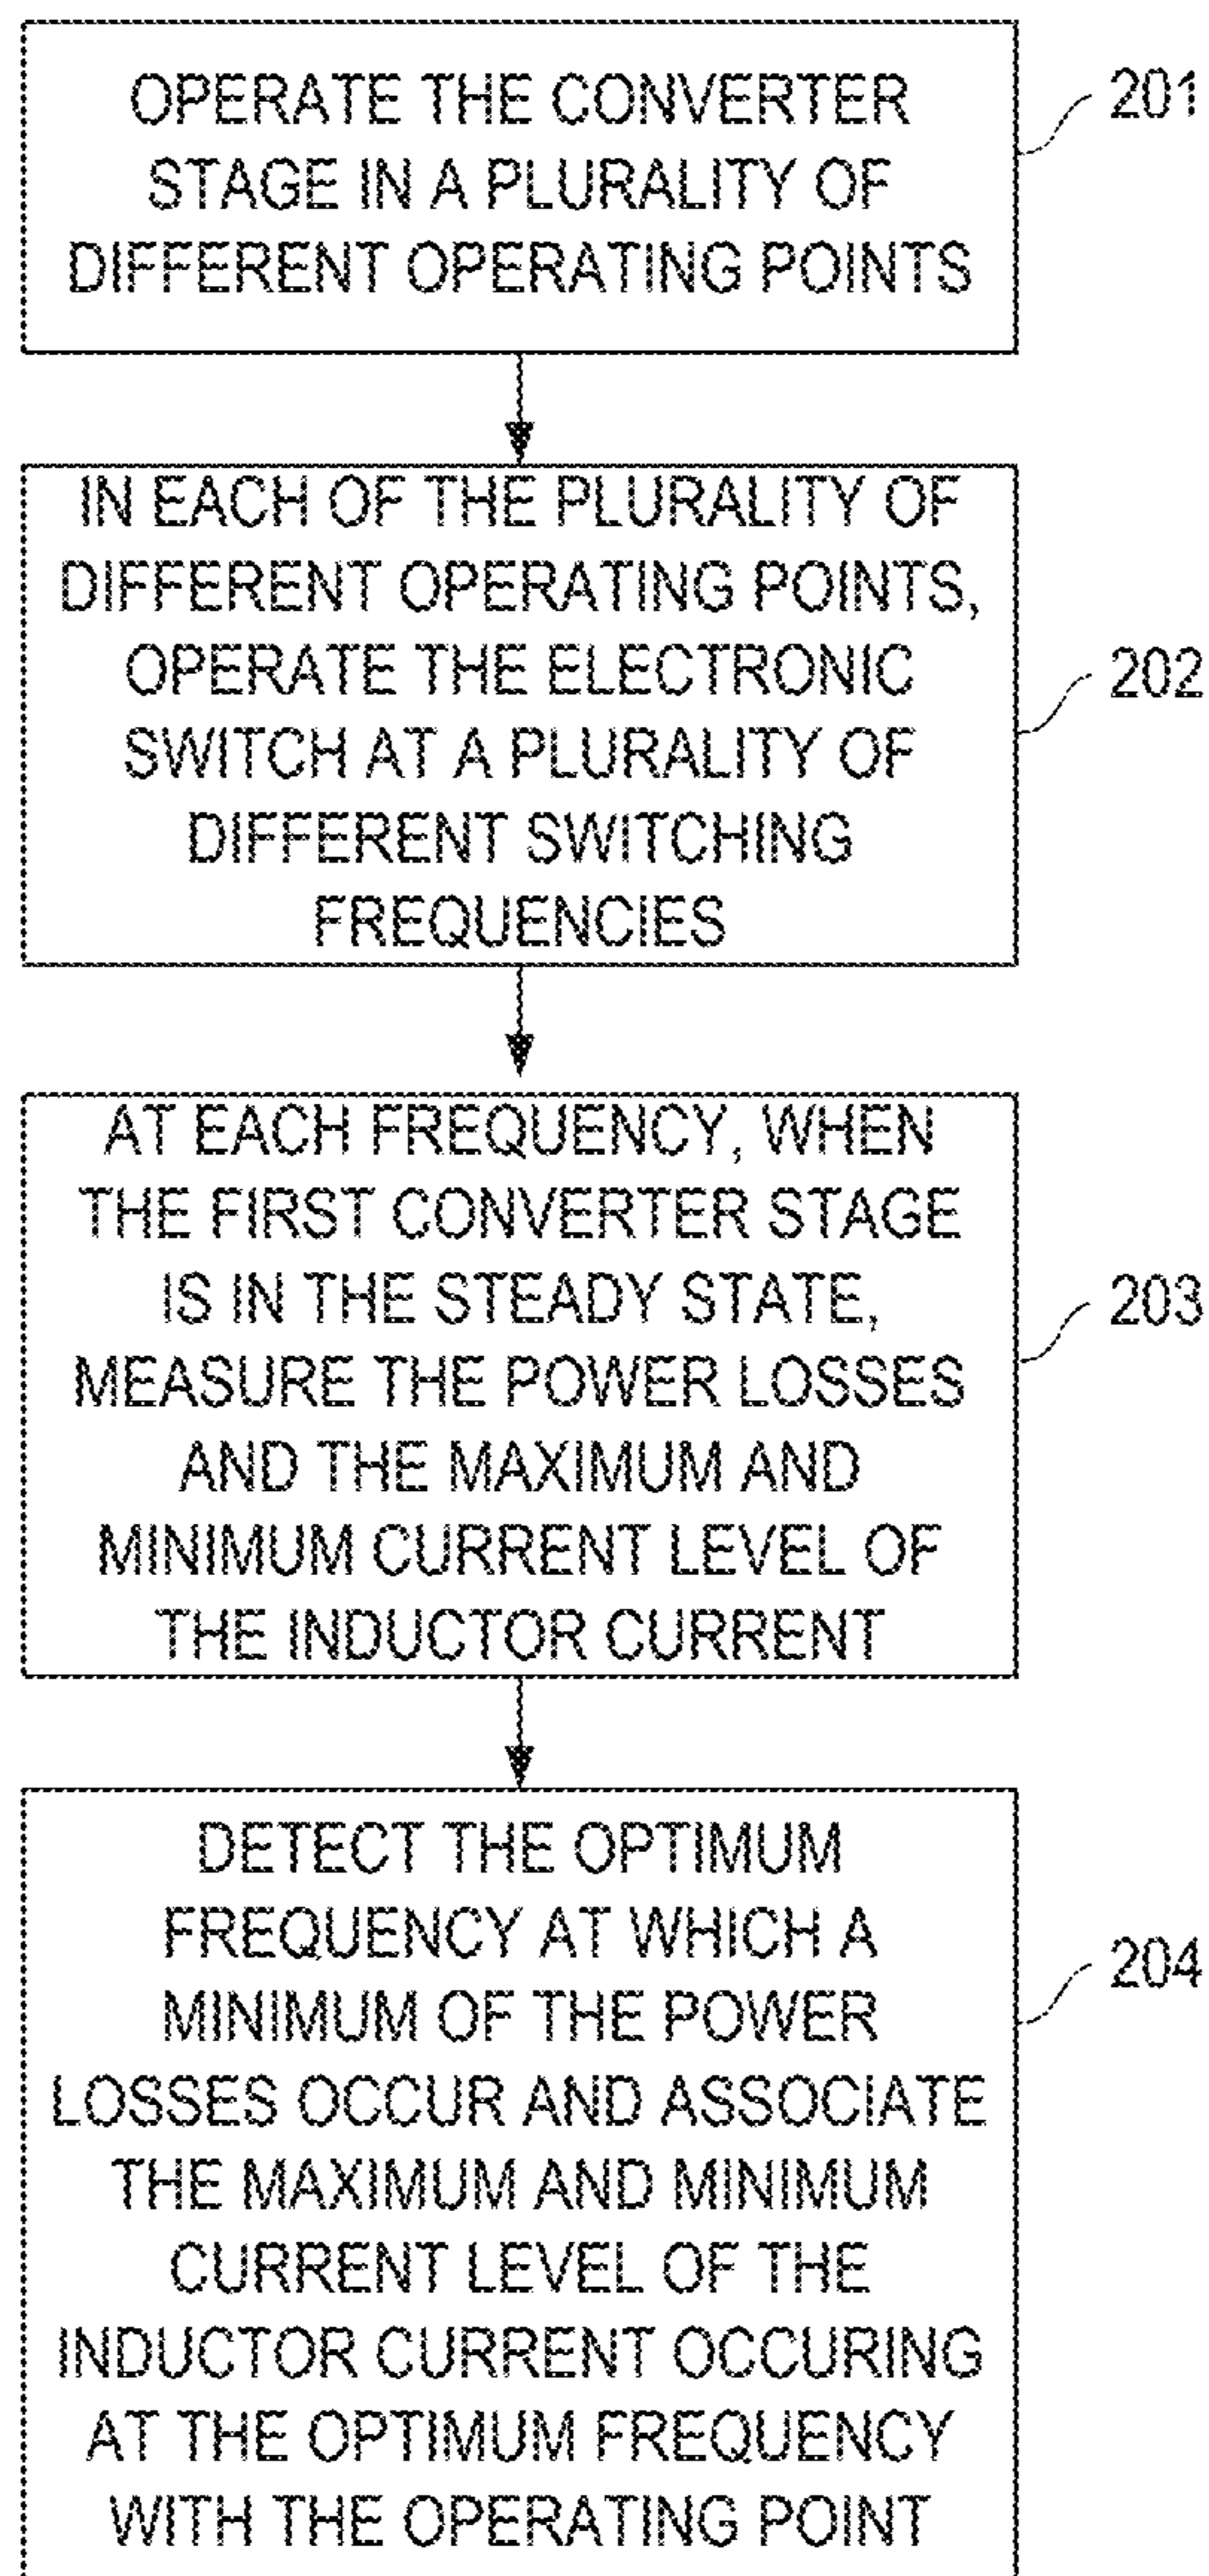 OPERATE THE CONVERTER
STAGE IN A PLURALITY OF
DIFFERENT OPERATING POINTS
201
IN EACH OF THE PLURALITY OF
DIFFERENT OPERATING POINTS,
OPERATE THE ELECTRONIC
SWITCH AT A PLURALITY OF
DIFFERENT SWITCHING
FREQUENCIES
202
AT EACH FREQUENCY, WHEN
THE FIRST CONVERTER STAGE
IS IN THE STEADY STATE,
MEASURE THE POWER LOSSES
AND THE MAXIMUM AND
MINIMUM CURRENT LEVEL OF
THE INDUCTOR CURRENT
203
DETECT THE OPTIMUM
FREQUENCY AT WHICH A
MINIMUM OF THE POWER
LOSSES OCCUR AND ASSOCIATE
THE MAXIMUM AND MINIMUM
CURRENT LEVEL OF THE
INDUCTOR CURRENT OCCURING
AT THE OPTIMUM FREQUENCY
WITH THE OPERATING POINT
204